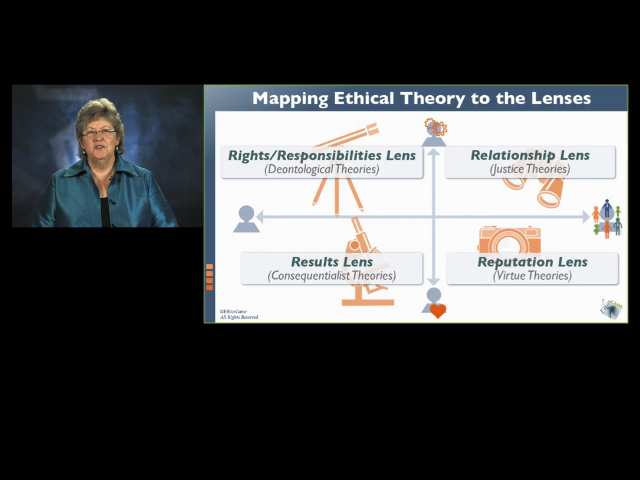 Mapping Ethical Theory to the Lenses
Rights/Responsibilities Lens
(Deontological Theories)
Relationship Lens
(Justice Theories)
Results Lens
(Consequentialist Theories)
Reputation Lens
(Virtue Theories)
©EthicsGame
All Rights Reserved